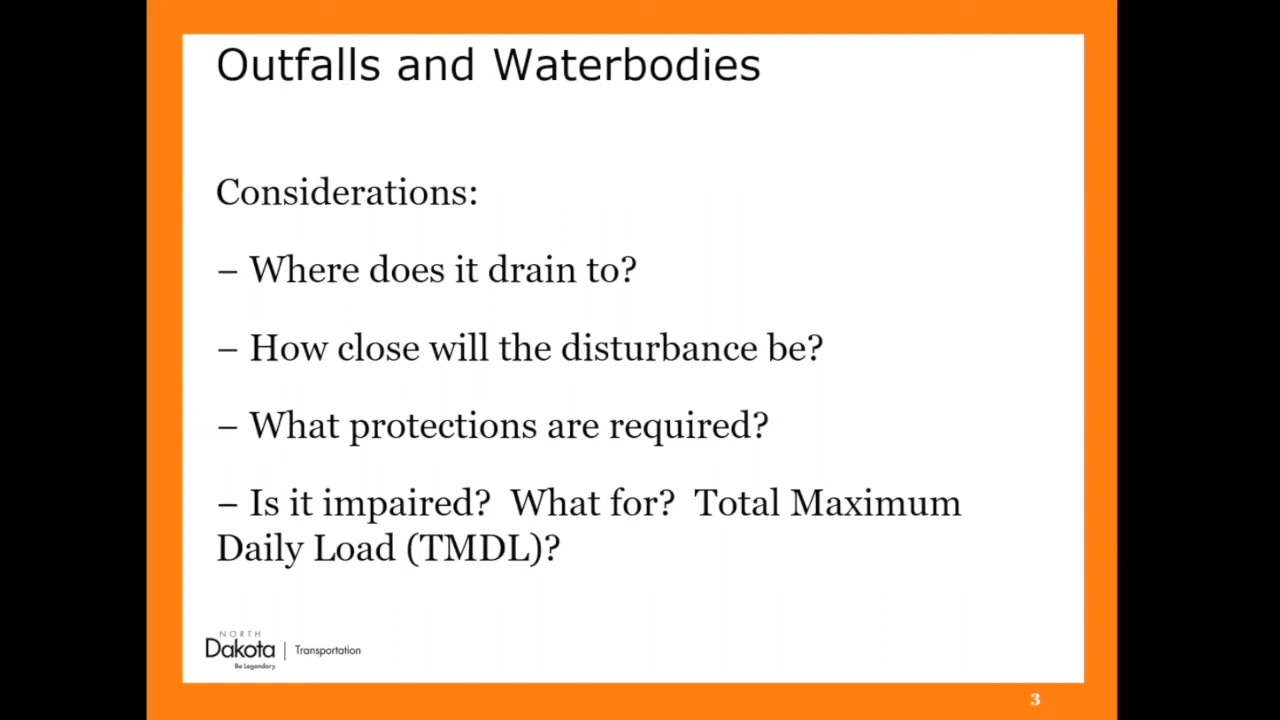 Outfalls and Waterbodies
Considerations:
– Where does it drain to?
– How close will the disturbance be?
– What protections are required?
– Is it impaired?  What for?  Total Maximum
Daily Load (TMDL)?
NORTH
Dakota | Transportation
Be Legendary.
3